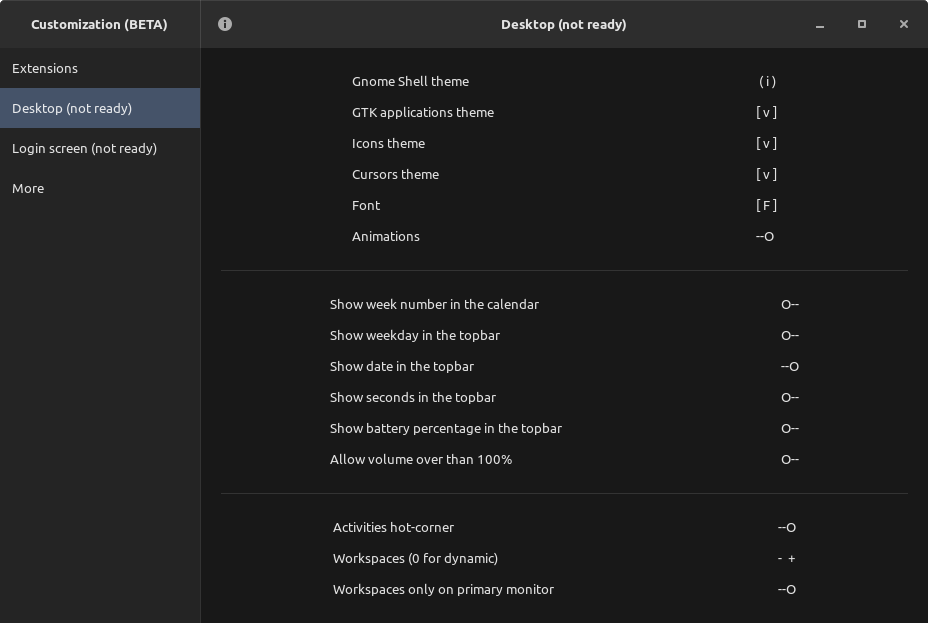 Customization (BETA) Desktop (not ready)
Extensions
Desktop (not ready)
Login screen (not ready)
More
Gnome Shell theme ( i )
GTK applications theme [ v ]
Icons theme [ v ]
Cursors theme [ v ]
Font [ F ]
Animations --O
Show week number in the calendar O--
Show weekday in the topbar O--
Show date in the topbar --O
Show seconds in the topbar O--
Show battery percentage in the topbar O--
Allow volume over than 100% O--
Activities hot-corner --O
Workspaces (0 for dynamic) - +
Workspaces only on primary monitor --O